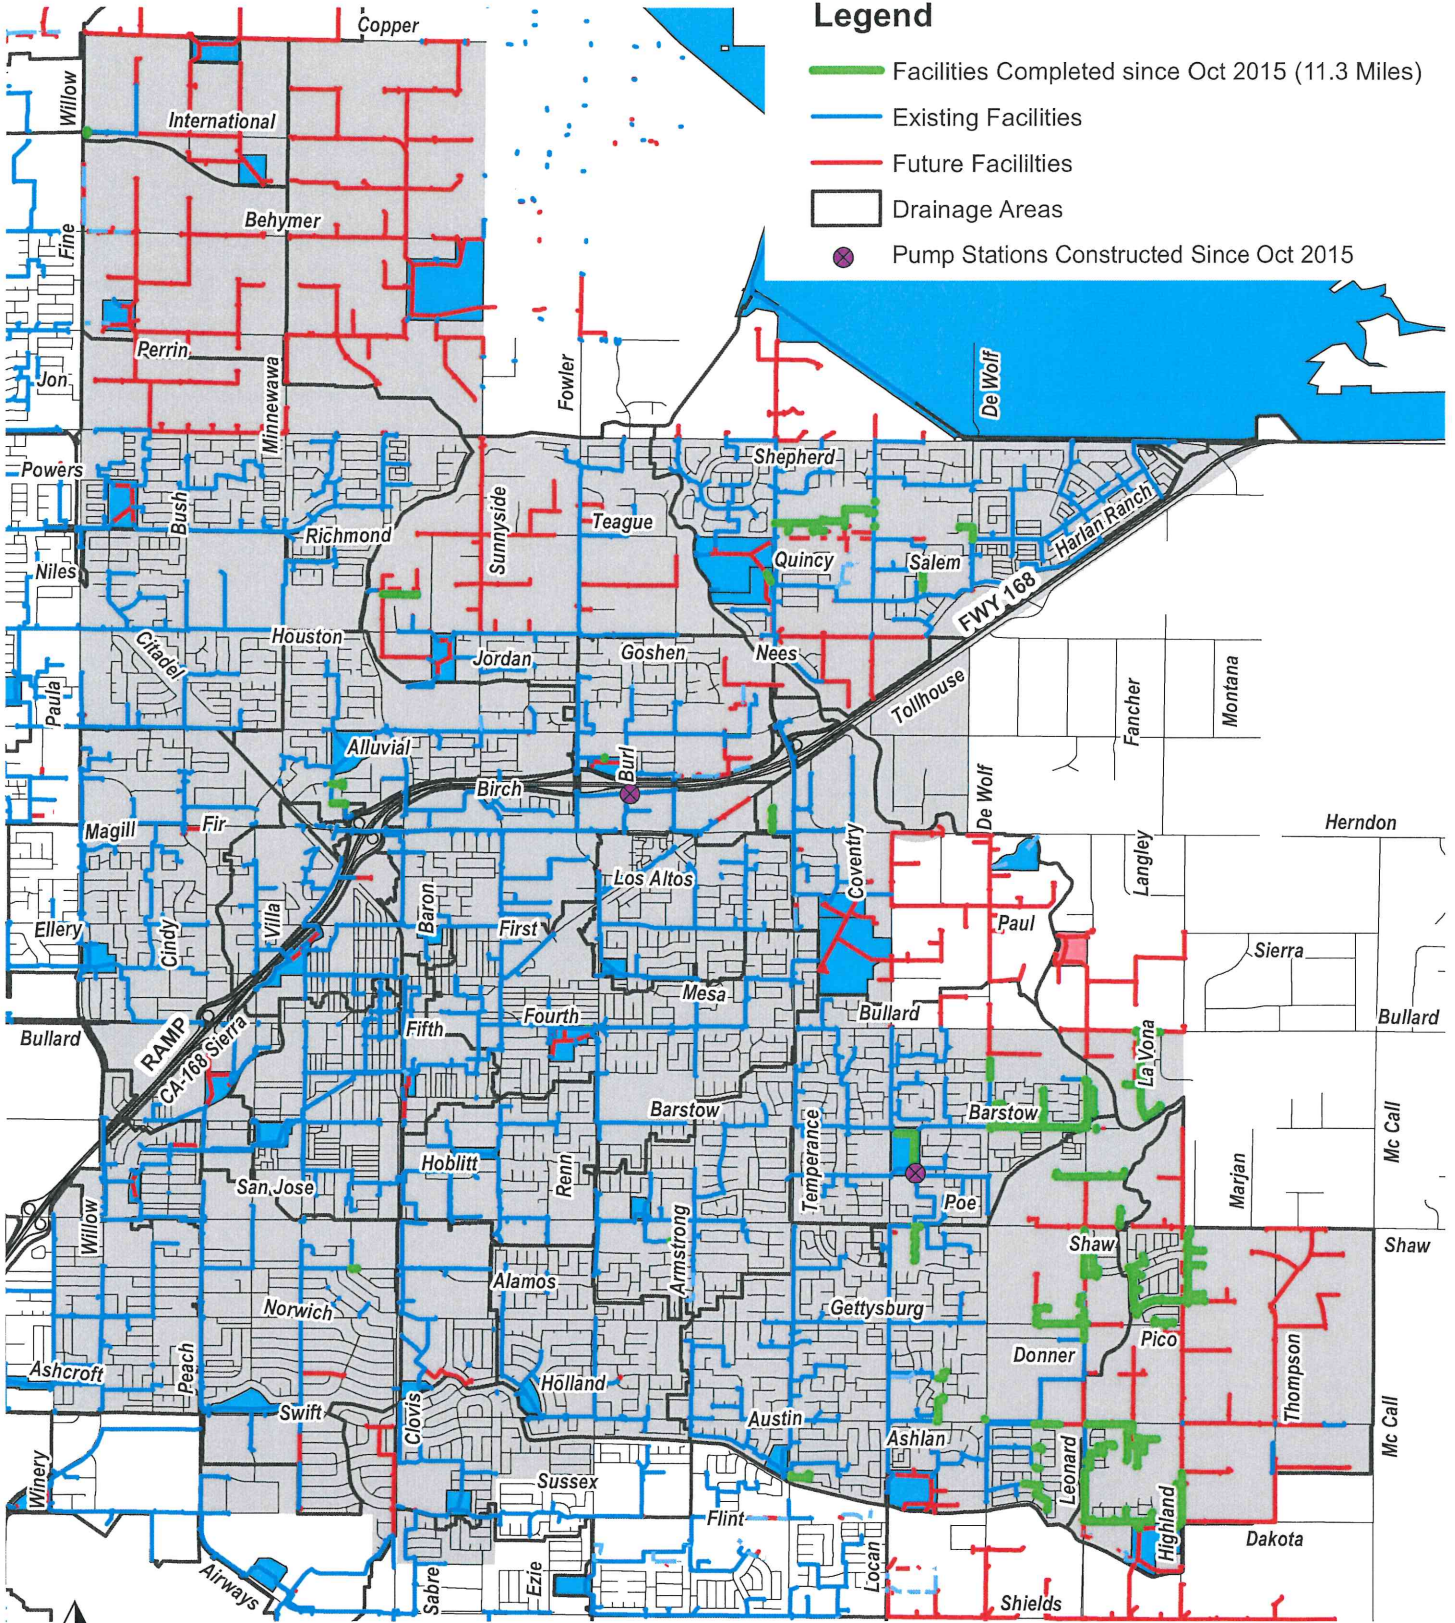 Legend
Facilities Completed since Oct 2015 (11.3 Miles)
Existing Facilities
Future Facililties
Drainage Areas
Pump Stations Constructed Since Oct 2015
Copper
Willow
International
Behymer
Fine
Perrin
Jon
Minnewawa
Fowler
De Wolf
Powers
Bush
Richmond
Sunnyside
Teague
Shepherd
Harlan Ranch
Quincy
Salem
Niles
FWY 168
Houston
Citadel
Jordan
Goshen
Nees
Tollhouse
Paula
Fancher
Montana
Alluvial
Burl
Birch
De Wolf
Magill
Fir
Herndon
Los Altos
Coventry
Langley
Ellery
Cindy
Villa
Baron
First
Paul
Sierra
Mesa
Bullard
Fourth
Fifth
Bullard
Bullard
RAMP
CA-168 Sierra
La Vona
Barstow
Barstow
Temperance
Mc Call
Hoblitt
Renn
San Jose
Willow
Marjan
Poe
Armstrong
Shaw
Shaw
Alamos
Norwich
Gettysburg
Pico
Donner
Ashcroft
Peach
Holland
Thompson
Swift
Clovis
Austin
Ashlan
Mc Call
Winery
Sussex
Leonard
Highland
Flint
Dakota
Airways
Sabre
Ezie
Locan
Shields